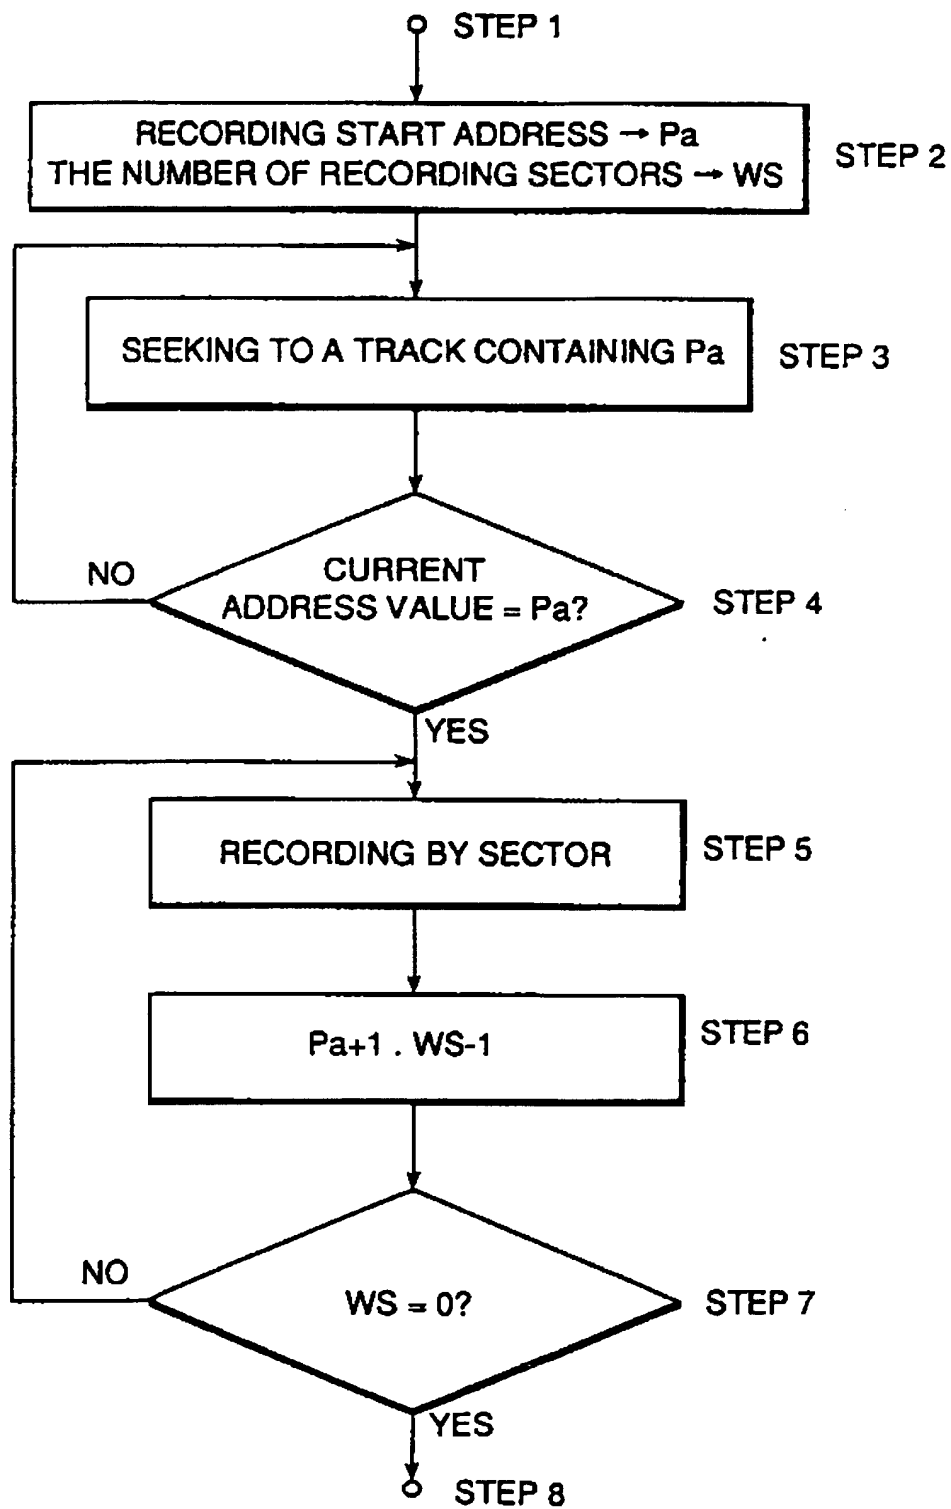 STEP 1
RECORDING START ADDRESS → Pa
THE NUMBER OF RECORDING SECTORS → WS
STEP 2
SEEKING TO A TRACK CONTAINING Pa
STEP 3
NO
CURRENT
ADDRESS VALUE = Pa?
STEP 4
YES
RECORDING BY SECTOR
STEP 5
Pa+1 . WS-1
STEP 6
NO
WS = 0?
STEP 7
YES
STEP 8